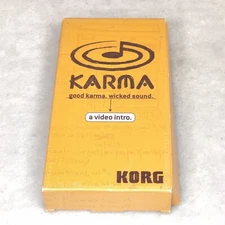 KARMA
good karma. wicked sound.
a video intro.
KORG